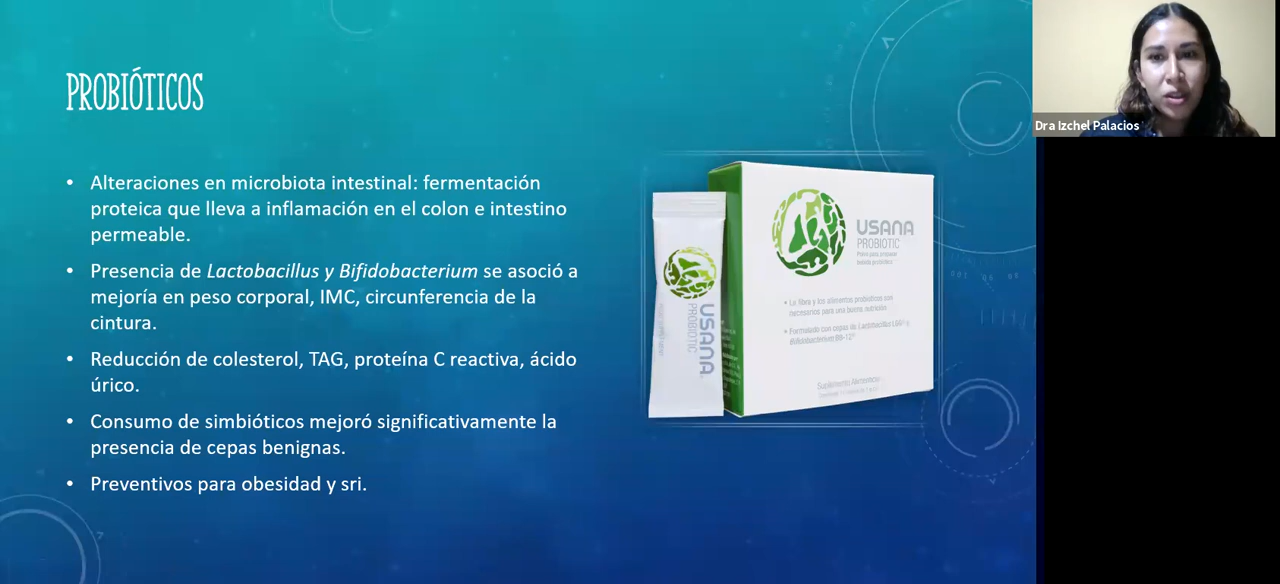 PROBIÓTICOS
• Alteraciones en microbiota intestinal: fermentación
proteica que lleva a inflamación en el colon e intestino
permeable.
• Presencia de Lactobacillus y Bifidobacterium se asoció a
mejoría en peso corporal, IMC, circunferencia de la
cintura.
• Reducción de colesterol, TAG, proteína C reactiva, ácido
úrico.
• Consumo de simbióticos mejoró significativamente la
presencia de cepas benignas.
• Preventivos para obesidad y sri.
USANA
PROBIOTIC
USANA
PROBIOTIC
Polvo para preparar
bebida probiótica
• La fibra y los alimentos probióticos son
necesarios para una buena nutrición
• Formulado con cepas de Lactobacillus LGG
Bifidobacterium BB-12
Suplemento Alimenticio
Dra Izchel Palacios